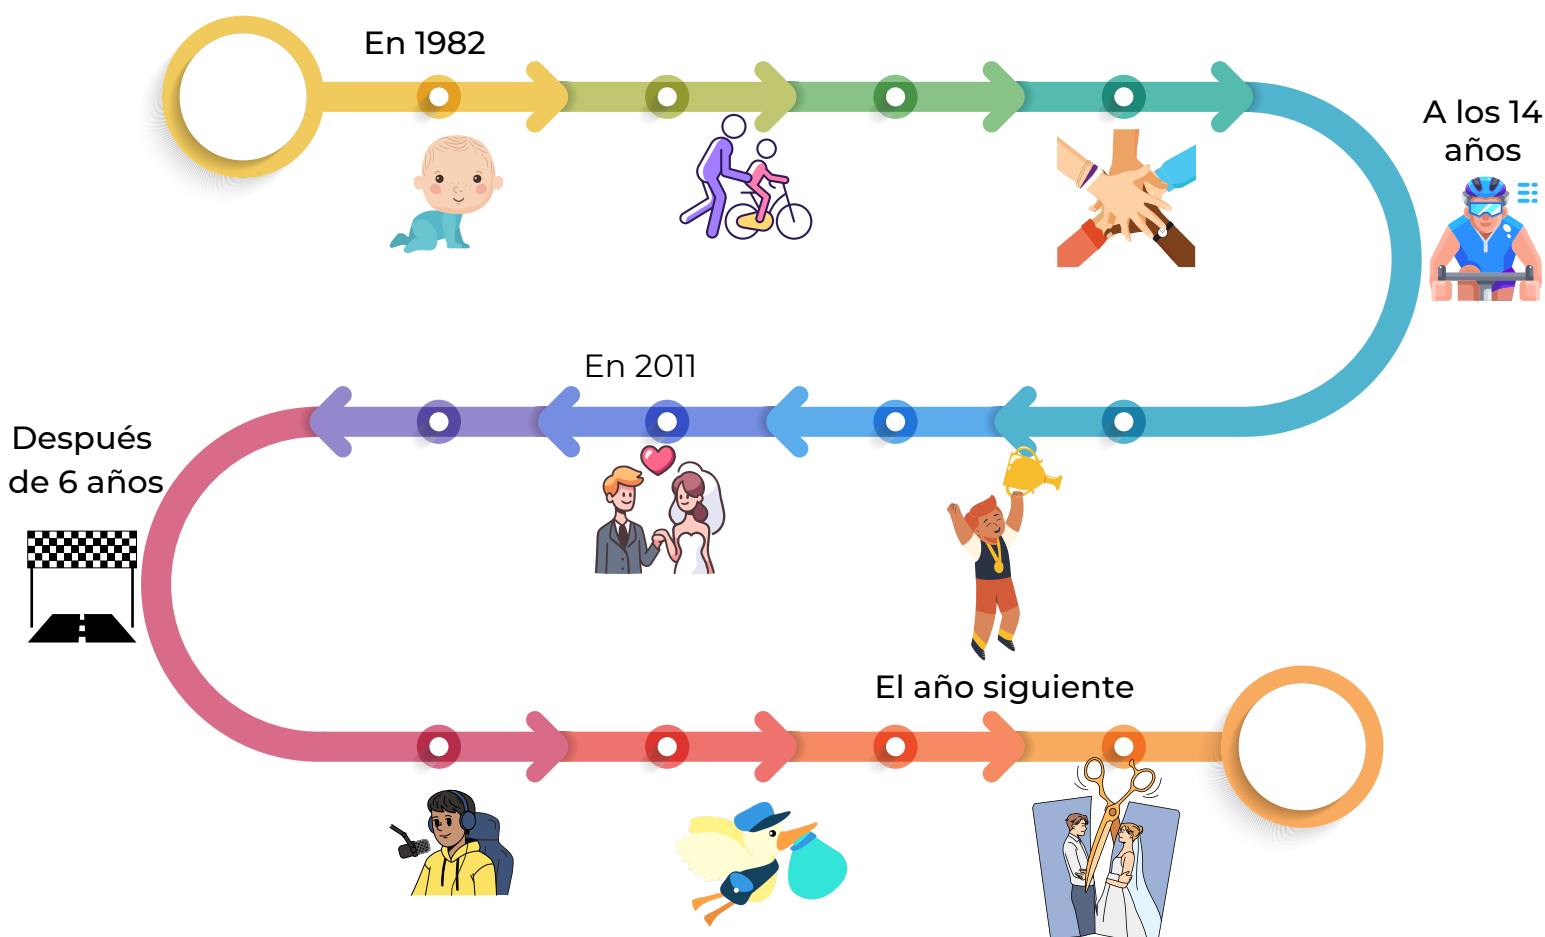 En 1982
A los 14
años
En 2011
Después
de 6 años
El año siguiente